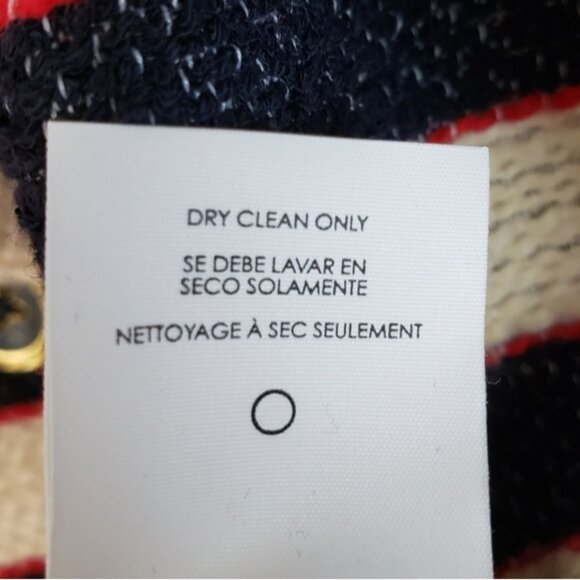 DRY CLEAN ONLY
SE DEBE LAVAR EN
SECO SOLAMENTE
NETTOYAGE À SEC SEULEMENT